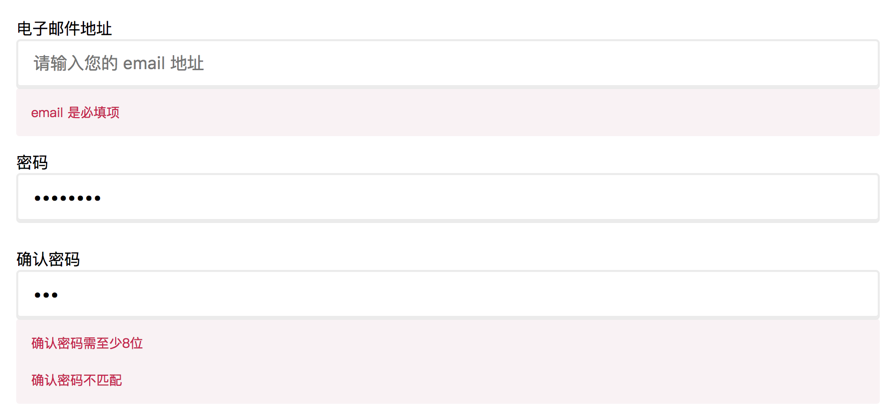 电子邮件地址
请输入您的 email 地址
email 是必填项
密码
••••••••
确认密码
•••
确认密码需至少8位
确认密码不匹配